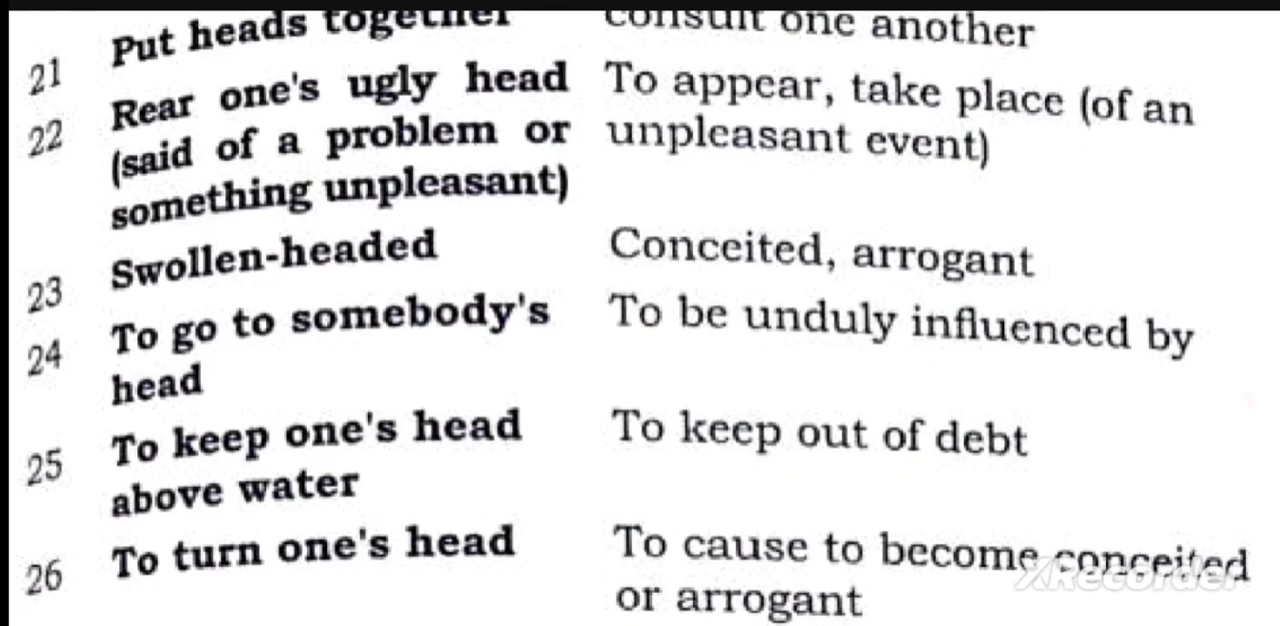 21 Put heads together consult one another
22 Rear one's ugly head To appear, take place (of an
(said of a problem or unpleasant event)
something unpleasant)
23 Swollen-headed Conceited, arrogant
24 To go to somebody's To be unduly influenced by
head
25 To keep one's head To keep out of debt
above water
26 To turn one's head To cause to become conceited
or arrogant
XRecorder